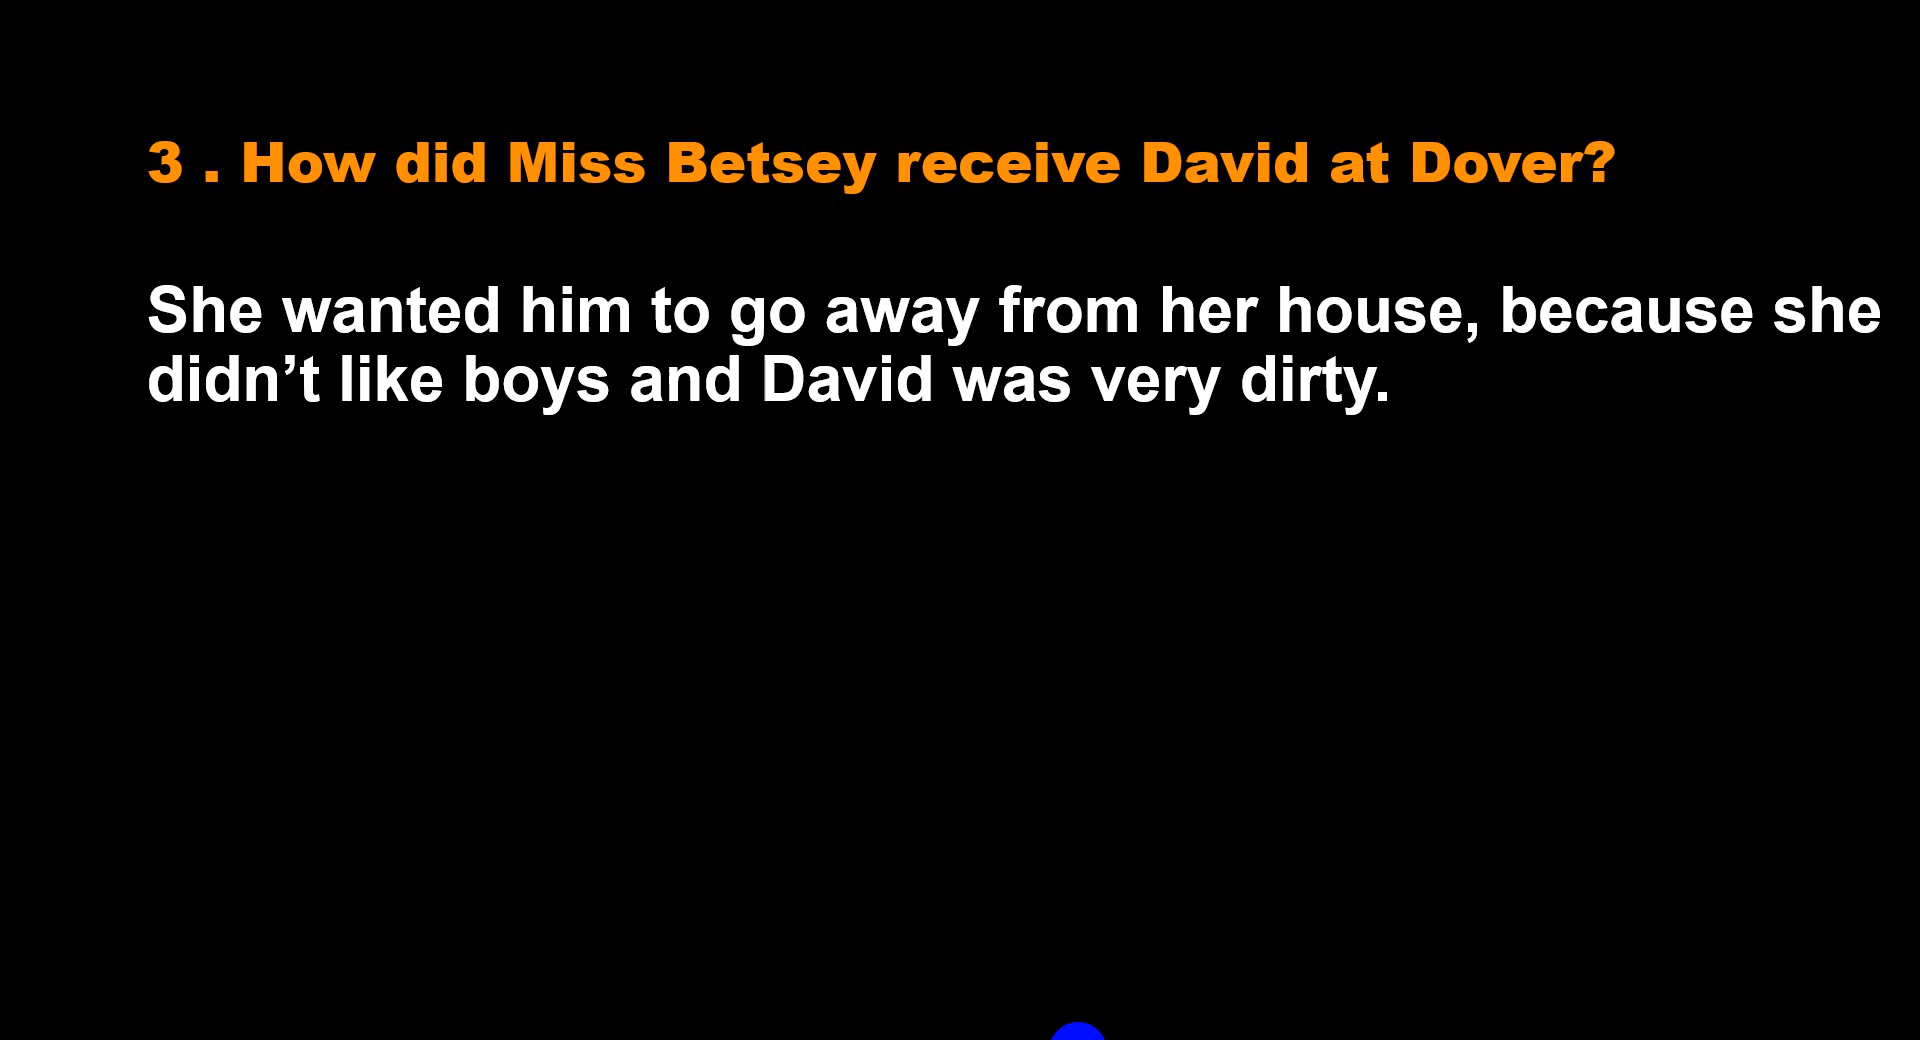 3 . How did Miss Betsey receive David at Dover?
She wanted him to go away from her house, because she
didn’t like boys and David was very dirty.